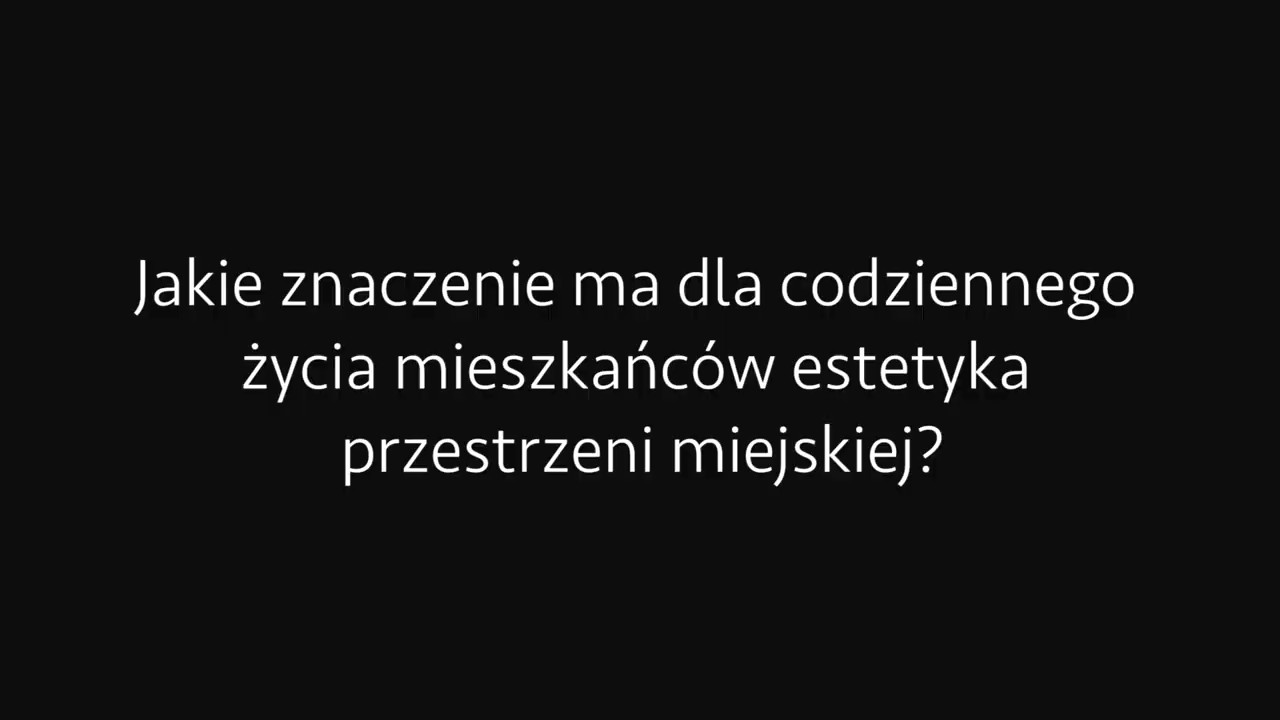 Jakie znaczenie ma dla codziennego
życia mieszkańców estetyka
przestrzeni miejskiej?